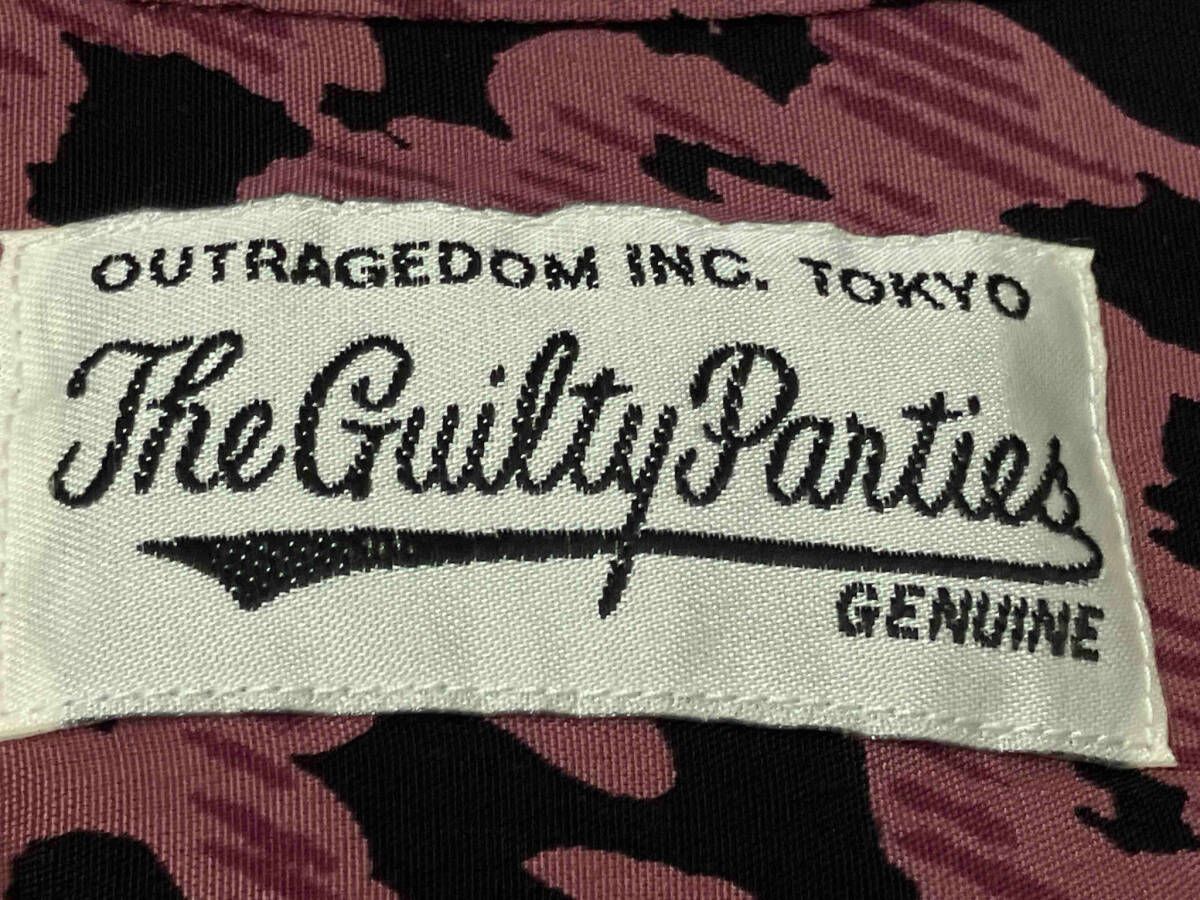 OUTRAGEDOM INC. TOKYO
The Guilty Parties
GENUINE